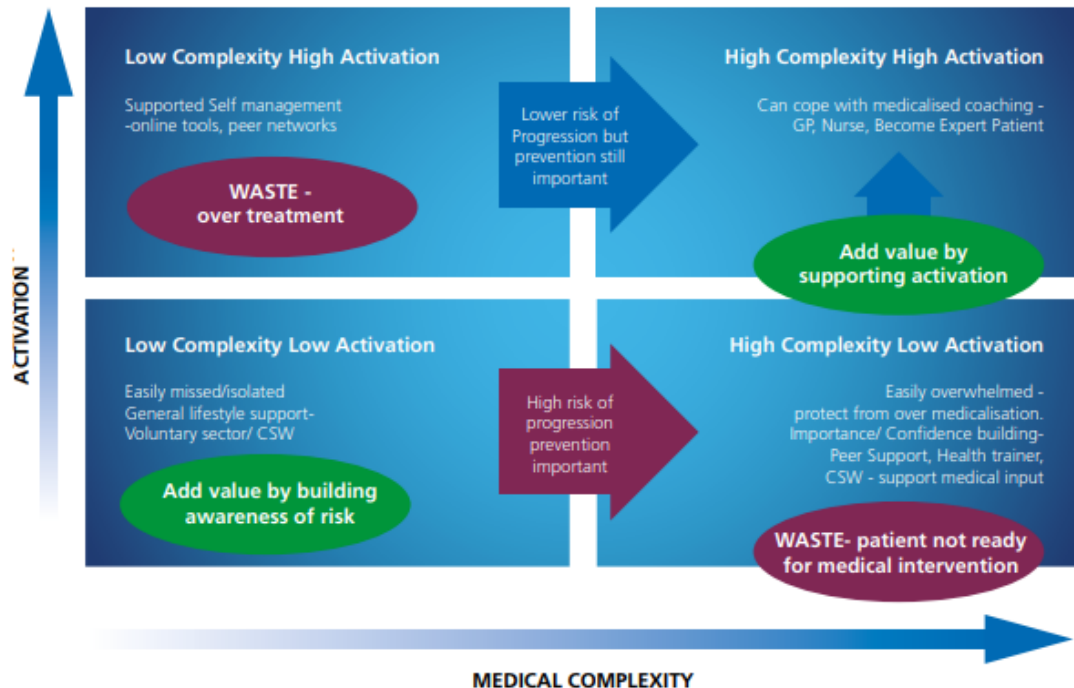 Low Complexity High Activation
Supported Self management
-online tools, peer networks
WASTE -
over treatment
Lower risk of
Progression but
prevention still
important
High Complexity High Activation
Can cope with medicalised coaching -
GP, Nurse, Become Expert Patient
Add value by
supporting activation
ACTIVATION
Low Complexity Low Activation
Easily missed/isolated
General lifestyle support-
Voluntary sector/ CSW
Add value by building
awareness of risk
High risk of
progression
prevention
important
High Complexity Low Activation
Easily overwhelmed -
protect from over medicalisation.
Importance/ Confidence building-
Peer Support, Health trainer,
CSW - support medical input
WASTE- patient not ready
for medical intervention
MEDICAL COMPLEXITY